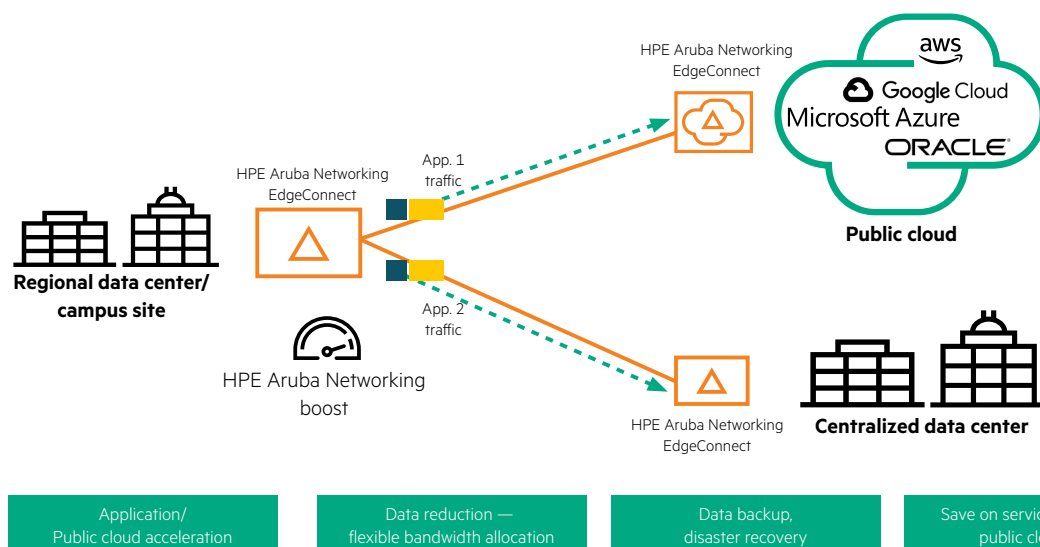 HPE Aruba Networking
EdgeConnect
aws
Google Cloud
Microsoft Azure
ORACLE
Public cloud
App. 1
traffic
HPE Aruba Networking
EdgeConnect
Regional data center/
campus site
App. 2
traffic
HPE Aruba Networking
boost
HPE Aruba Networking
EdgeConnect
Centralized data center
Application/
Public cloud acceleration
Data reduction —
flexible bandwidth allocation
Data backup,
disaster recovery
Save on servic
public clo